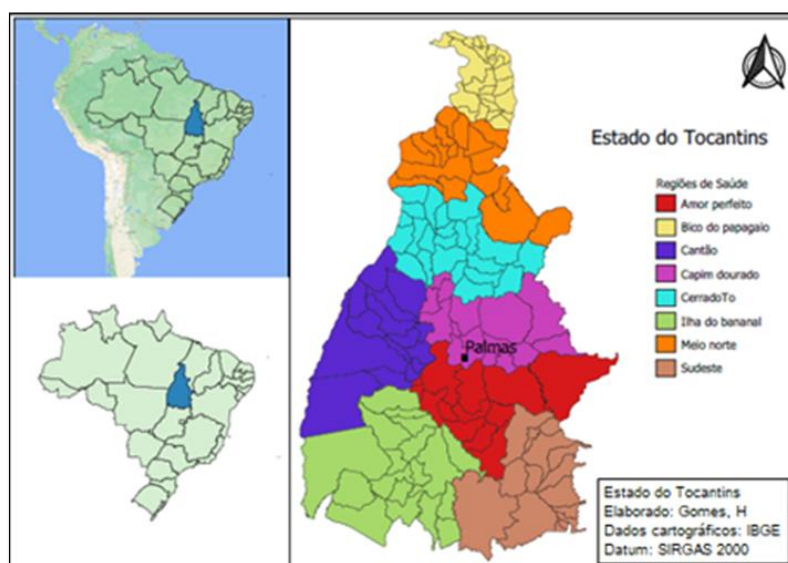 Estado do Tocantins
Regiões de Saúde
Amor perfeito
Bico do papagaio
Cantão
Capim dourado
CerradoTo
Ilha do bananal
Meio norte
Sudeste
Palmas
Estado do Tocantins
Elaborado: Gomes, H
Dados cartográficos: IBGE
Datum: SIRGAS 2000